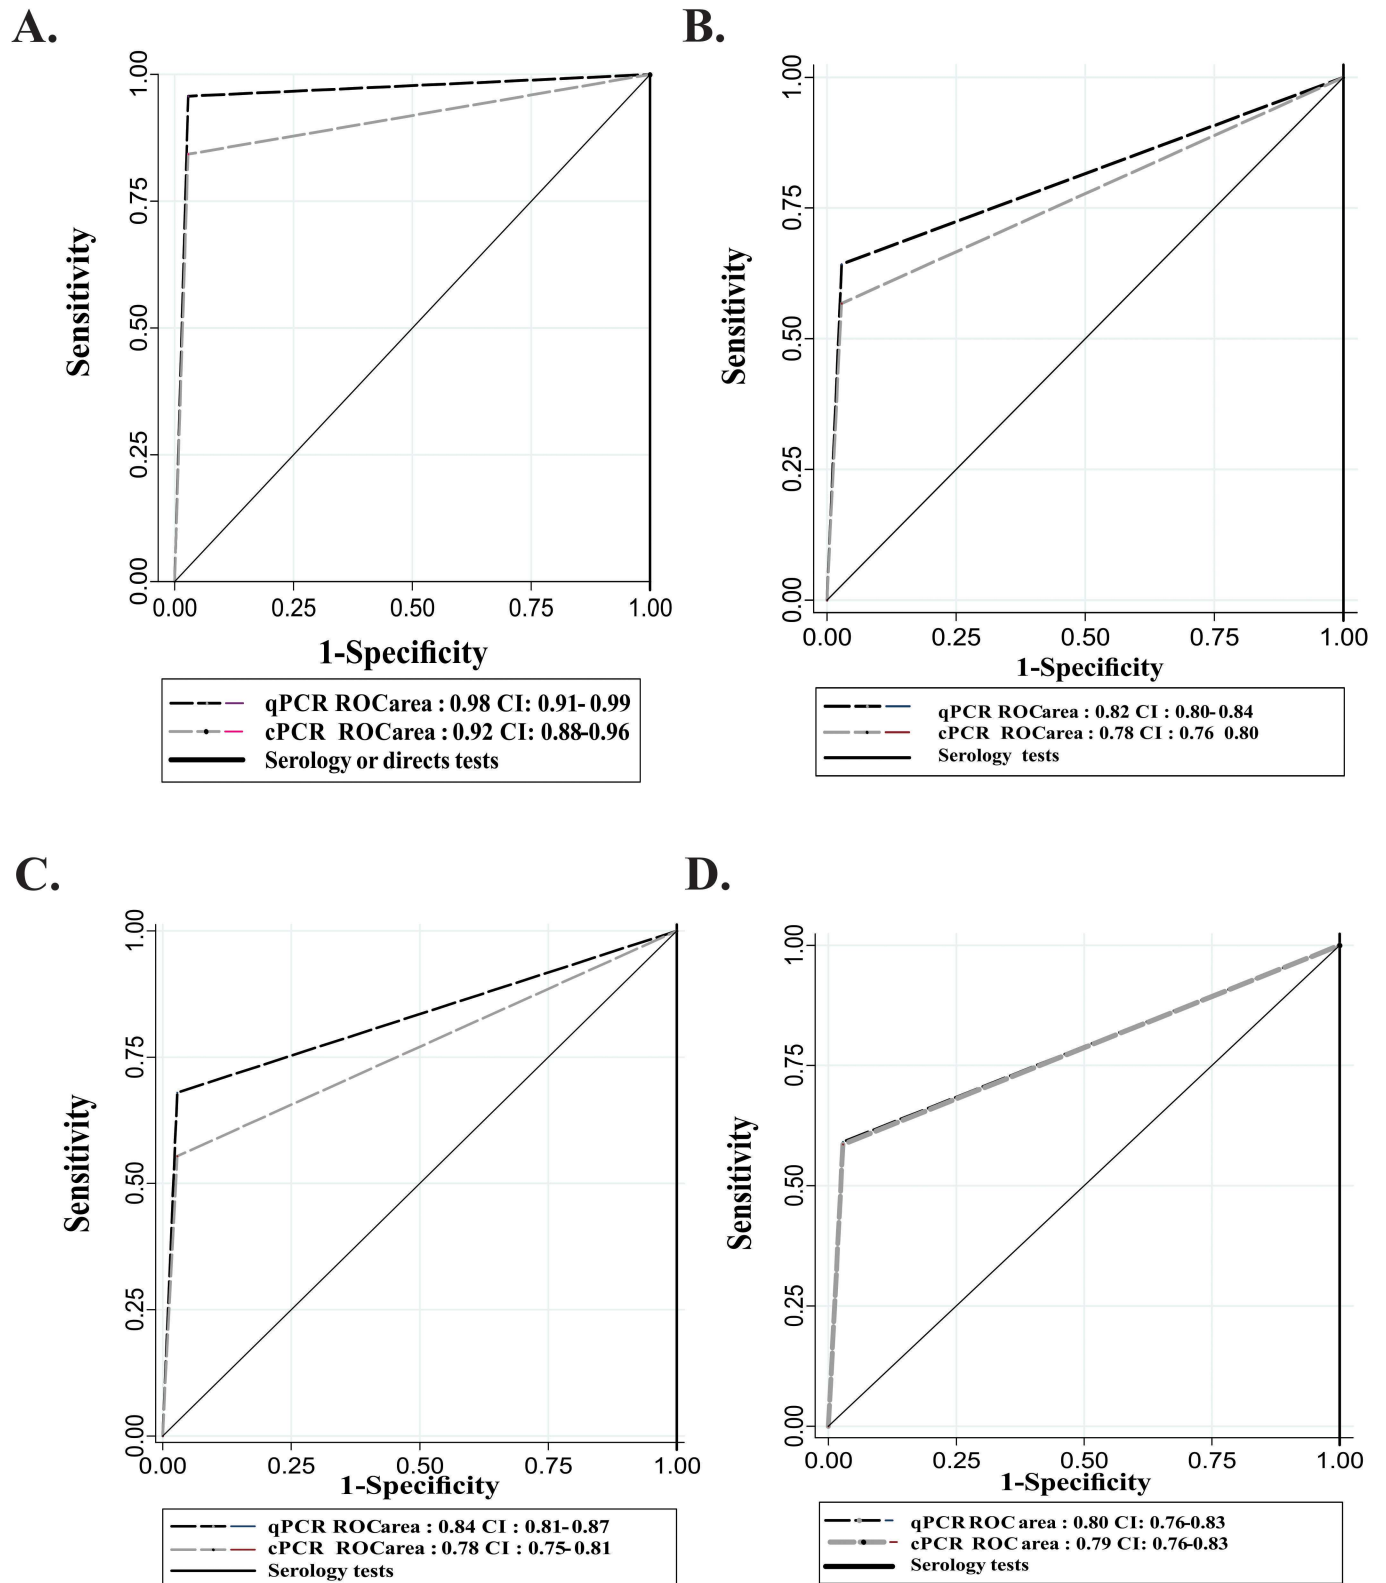 A.
1.00
0.75
0.50
0.25
0.00
Sensitivity
0.00 0.25 0.50 0.75 1.00
1-Specificity
qPCR ROCarea : 0.98 CI: 0.91- 0.99
cPCR ROCarea : 0.92 CI: 0.88-0.96
Serology or directs tests
B.
1.00
0.75
0.50
0.25
0.00
Sensitivity
0.00 0.25 0.50 0.75 1.00
1-Specificity
qPCR ROCarea : 0.82 CI : 0.80- 0.84
cPCR ROCarea : 0.78 CI : 0.76 0.80
Serology tests
C.
1.00
0.75
0.50
0.25
0.00
Sensitivity
0.00 0.25 0.50 0.75 1.00
1-Specificity
qPCR ROCarea : 0.84 CI : 0.81- 0.87
cPCR ROCarea : 0.78 CI : 0.75- 0.81
Serology tests
D.
1.00
0.75
0.50
0.25
0.00
Sensitivity
0.00 0.25 0.50 0.75 1.00
1-Specificity
qPCR ROC area : 0.80 CI: 0.76-0.83
cPCR ROC area : 0.79 CI: 0.76-0.83
Serology tests